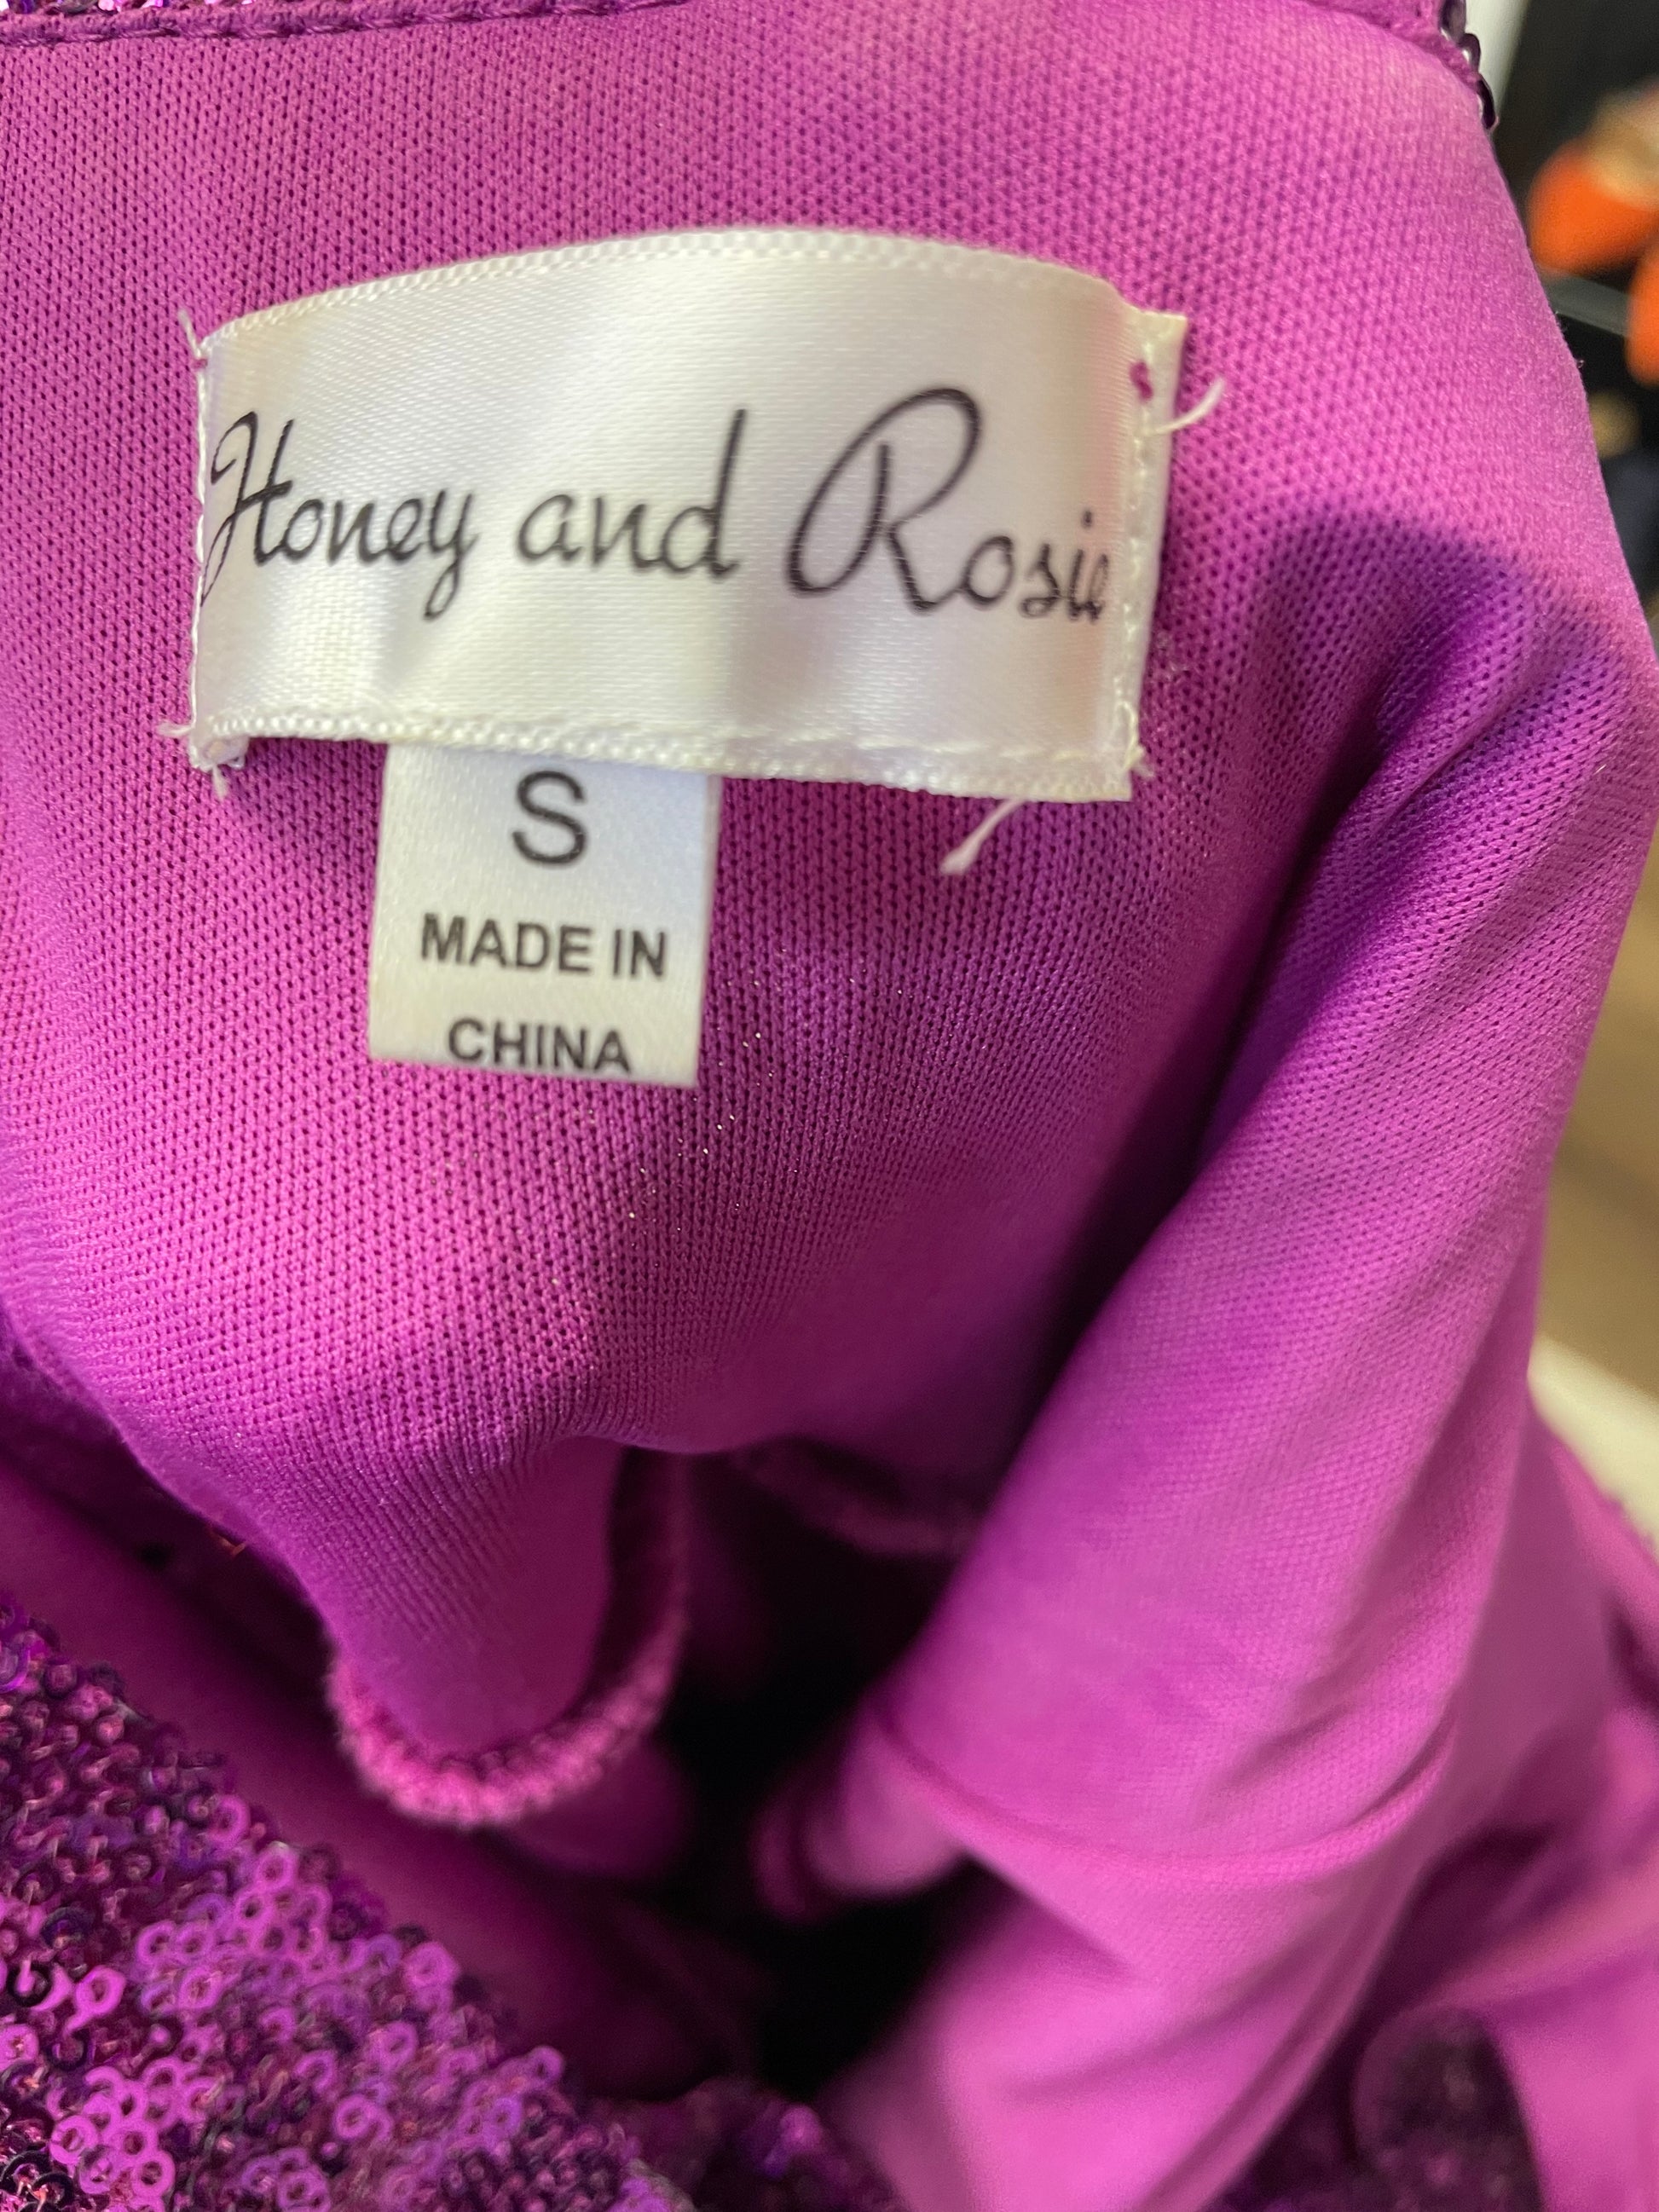 Honey and Rosie
S
MADE IN
CHINA